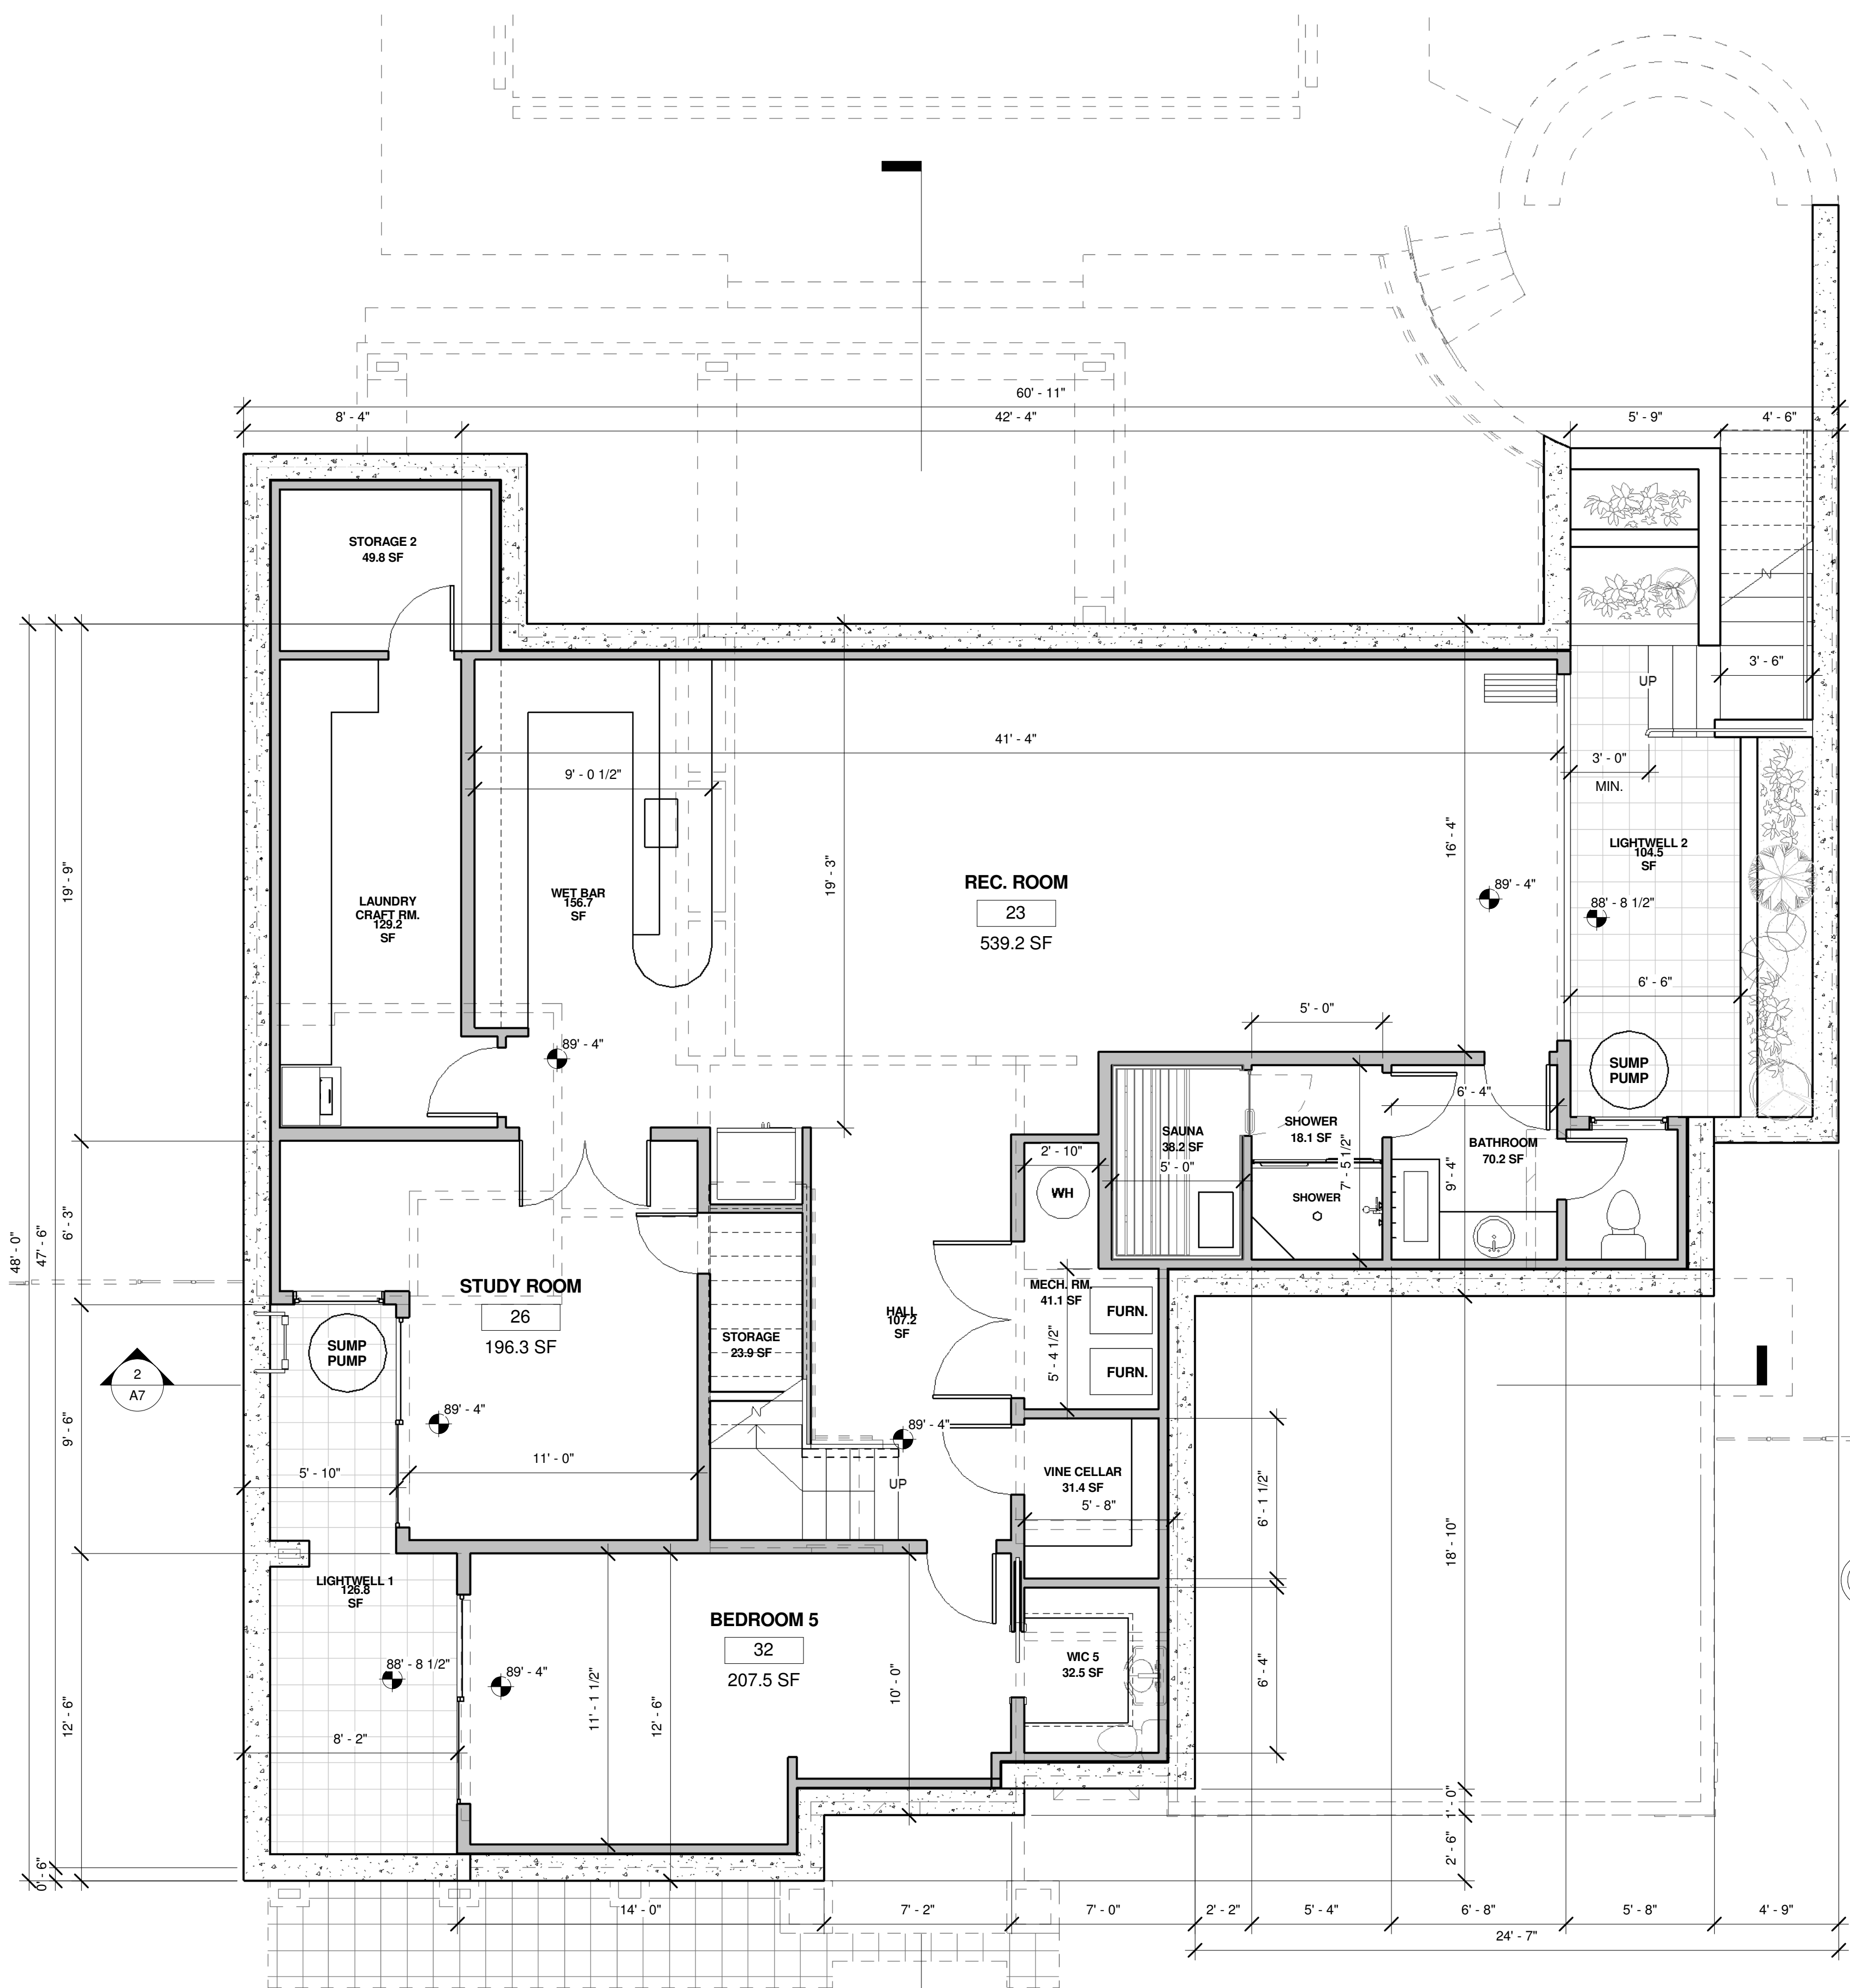 60' - 11"
8' - 4"
42' - 4"
5' - 9"
4' - 6"
STORAGE 2
49.8 SF
3' - 6"
UP
41' - 4"
9' - 0 1/2"
3' - 0"
MIN.
19' - 9"
19' - 3"
16' - 4"
LIGHTWELL 2
104.5
SF
REC. ROOM
23
539.2 SF
89' - 4"
88' - 8 1/2"
WET BAR
156.7
SF
LAUNDRY
CRAFT RM.
129.2
SF
6' - 6"
5' - 0"
89' - 4"
SUMP
PUMP
6' - 4"
SHOWER
18.1 SF
SAUNA
38.2 SF
BATHROOM
70.2 SF
2' - 10"
5' - 0"
7' - 5 1/2"
9' - 4"
WH
SHOWER
48' - 0"
47' - 6"
6' - 3"
STUDY ROOM
26
196.3 SF
MECH. RM.
41.1 SF
FURN.
HALL
107.2
SF
STORAGE
23.9 SF
SUMP
PUMP
5' - 4 1/2"
FURN.
2
A7
89' - 4"
89' - 4"
9' - 6"
11' - 0"
5' - 10"
UP
VINE CELLAR
31.4 SF
5' - 8"
6' - 1 1/2"
18' - 10"
LIGHTWELL 1
126.8
SF
BEDROOM 5
32
207.5 SF
WIC 5
32.5 SF
88' - 8 1/2"
89' - 4"
11' - 1 1/2"
12' - 6"
10' - 0"
6' - 4"
12' - 6"
8' - 2"
1' - 0"
2' - 6"
0' - 6"
14' - 0"
7' - 2"
7' - 0"
2' - 2"
5' - 4"
6' - 8"
5' - 8"
4' - 9"
24' - 7"